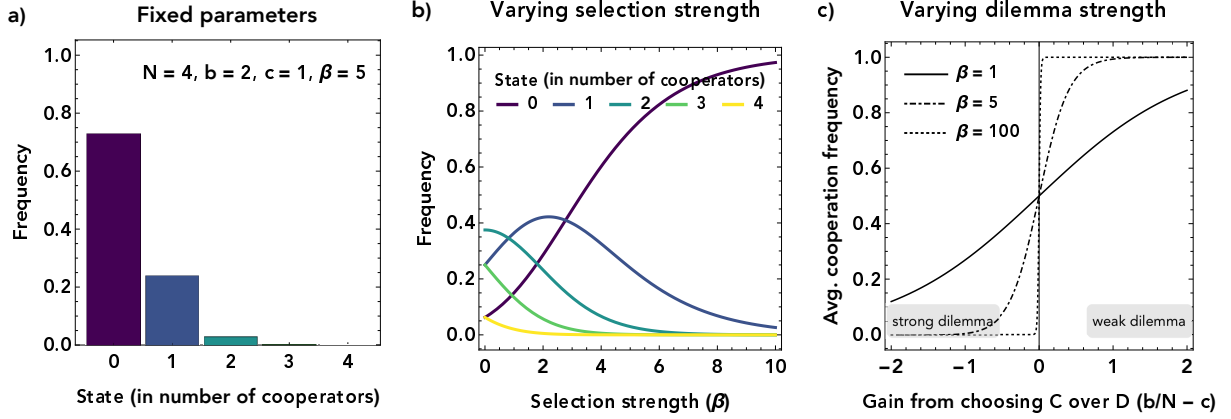 a)
Fixed parameters
N = 4, b = 2, c = 1, β = 5
Frequency
1.0
0.8
0.6
0.4
0.2
0.0
0 1 2 3 4
State (in number of cooperators)
b)
Varying selection strength
State (in number of cooperators)
0 1 2 3 4
Frequency
1.0
0.8
0.6
0.4
0.2
0.0
0 2 4 6 8 10
Selection strength (β)
c)
Varying dilemma strength
β = 1
β = 5
β = 100
Avg. cooperation frequency
1.0
0.8
0.6
0.4
0.2
0.0
strong dilemma
weak dilemma
−2 −1 0 1 2
Gain from choosing C over D (b/N − c)